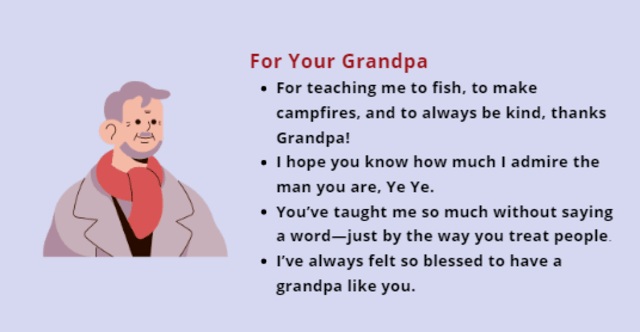 For Your Grandpa
• For teaching me to fish, to make
campfires, and to always be kind, thanks
Grandpa!
• I hope you know how much I admire the
man you are, Ye Ye.
• You’ve taught me so much without saying
a word—just by the way you treat people.
• I’ve always felt so blessed to have a
grandpa like you.